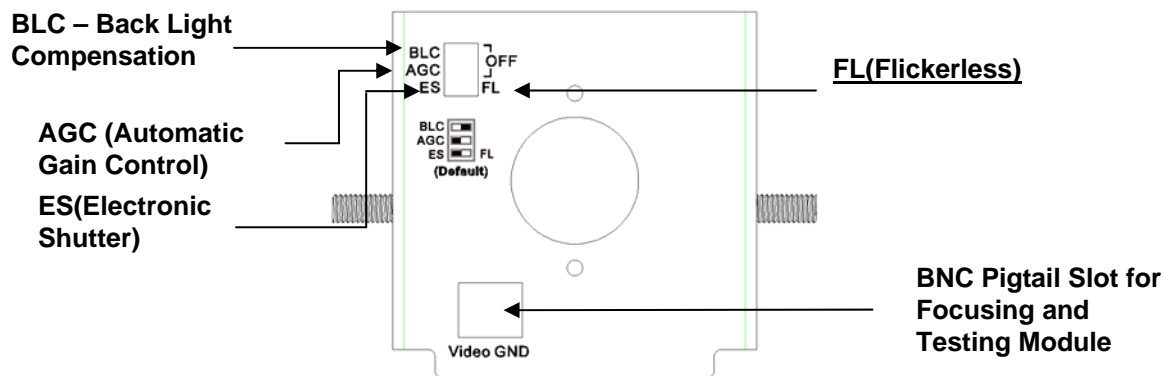 BLC – Back Light
Compensation
AGC (Automatic
Gain Control)
ES(Electronic
Shutter)
BLC
AGC
ES
OFF
FL
BLC
AGC
ES
FL
(Default)
Video GND
FL(Flickerless)
BNC Pigtail Slot for
Focusing and
Testing Module